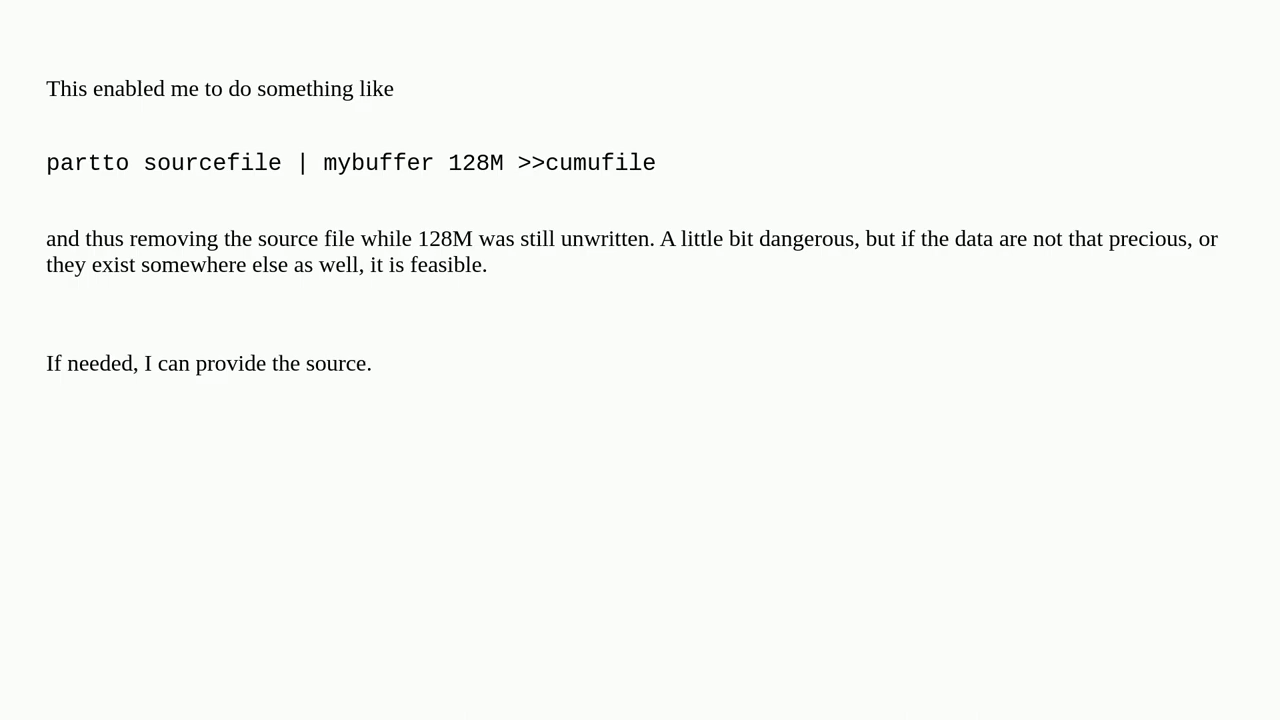 This enabled me to do something like
partto sourcefile | mybuffer 128M >>cumufile
and thus removing the source file while 128M was still unwritten. A little bit dangerous, but if the data are not that precious, or
they exist somewhere else as well, it is feasible.
If needed, I can provide the source.